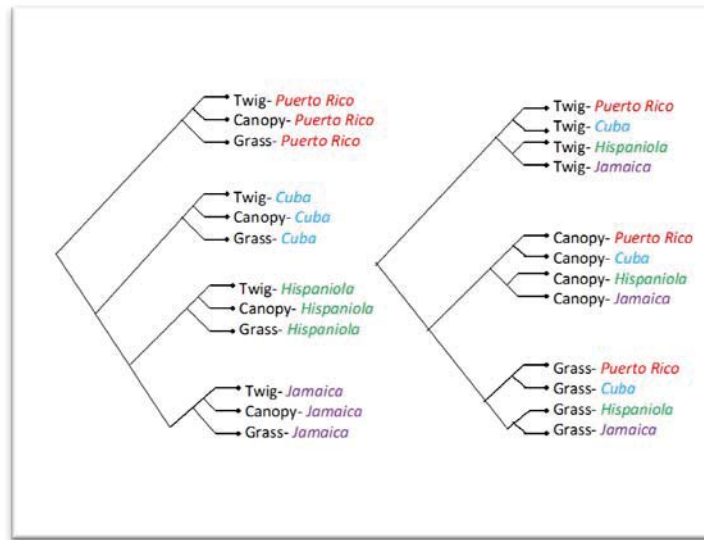 Twig- Puerto Rico
Canopy- Puerto Rico
Grass- Puerto Rico
Twig- Cuba
Canopy- Cuba
Grass- Cuba
Twig- Hispaniola
Canopy- Hispaniola
Grass- Hispaniola
Twig- Jamaica
Canopy- Jamaica
Grass- Jamaica
Twig- Puerto Rico
Twig- Cuba
Twig- Hispaniola
Twig- Jamaica
Canopy- Puerto Rico
Canopy- Cuba
Canopy- Hispaniola
Canopy- Jamaica
Grass- Puerto Rico
Grass- Cuba
Grass- Hispaniola
Grass- Jamaica